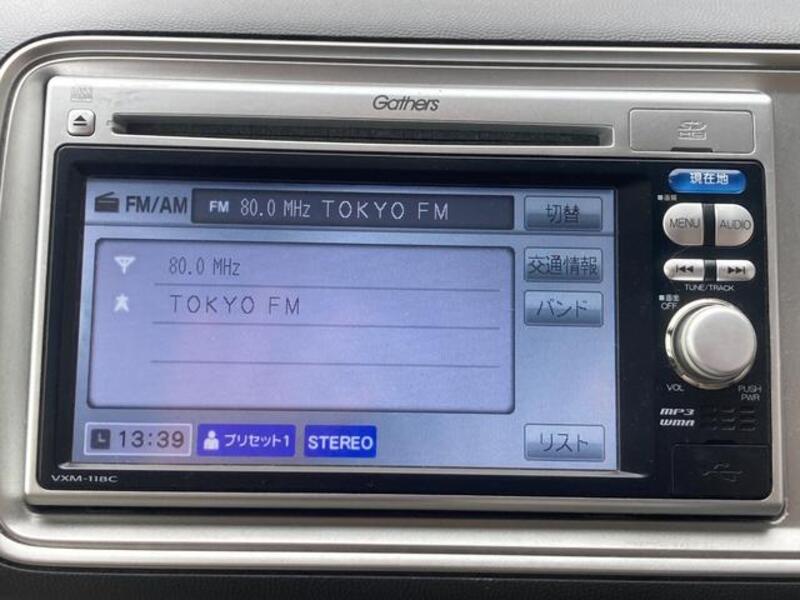 Gathers
SD
HC
現在地
FM/AM FM 80.0 MHz TOKYO FM 切替
MENU AUDIO
80.0 MHz 交通情報
TUNE/TRACK
TOKYO FM バンド
OFF
VOL PUSH
PWR
MP3
WMA
13:39 プリセット1 STEREO リスト
VXM-118C